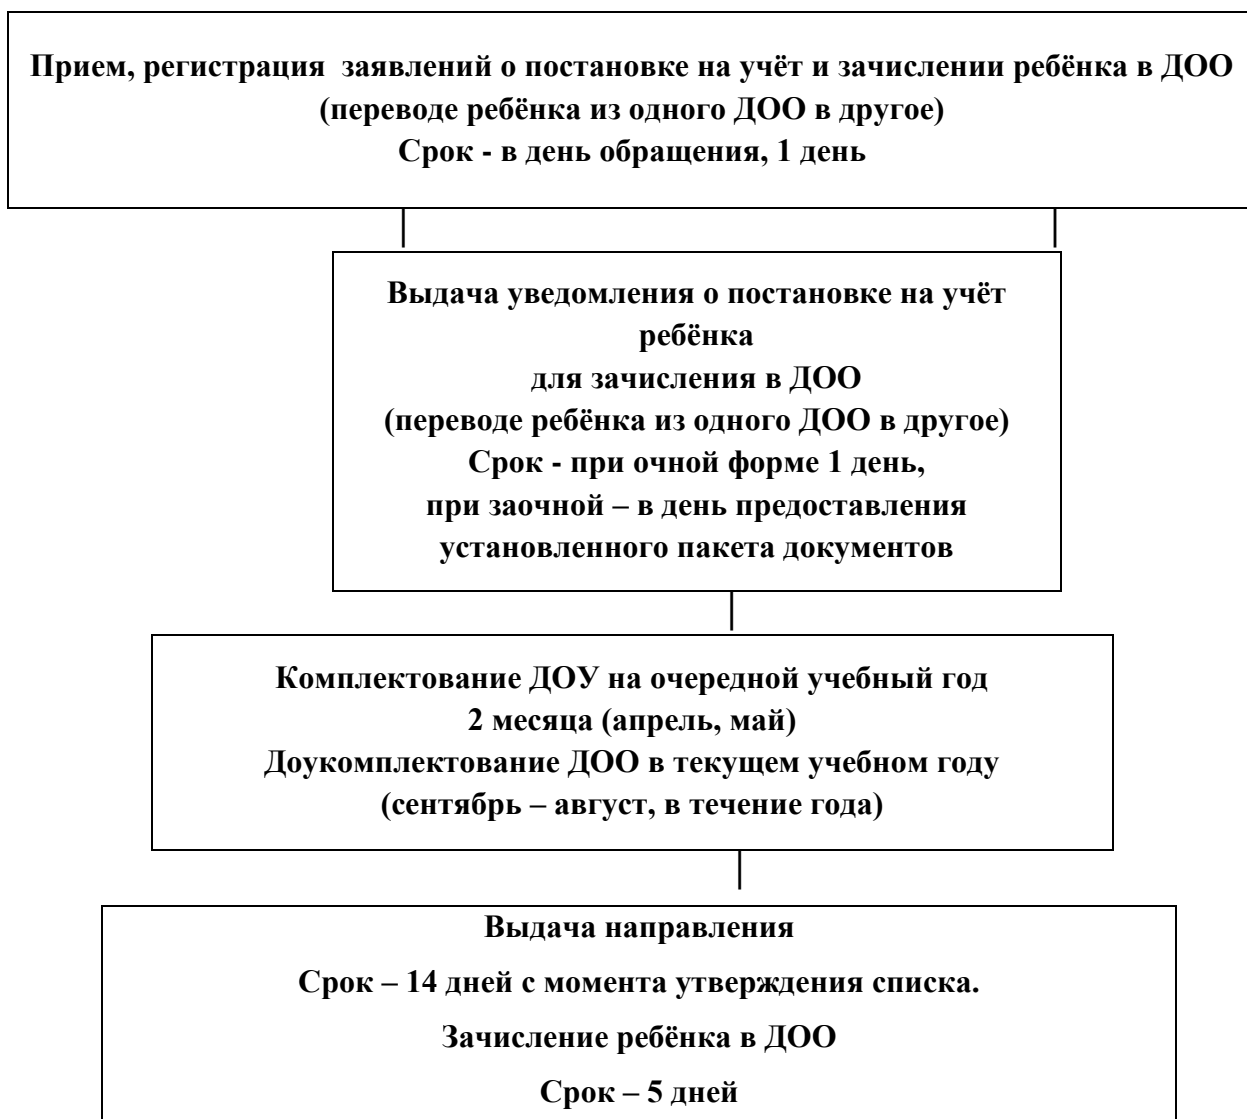 Прием, регистрация  заявлений о постановке на учёт и зачислении ребёнка в ДОО
(переводе ребёнка из одного ДОО в другое)
Срок - в день обращения, 1 день
Выдача уведомления о постановке на учёт
ребёнка
для зачисления в ДОО
(переводе ребёнка из одного ДОО в другое)
Срок - при очной форме 1 день,
при заочной – в день предоставления
установленного пакета документов
Комплектование ДОУ на очередной учебный год
2 месяца (апрель, май)
Доукомплектование ДОО в текущем учебном году
(сентябрь – август, в течение года)
Выдача направления
Срок – 14 дней с момента утверждения списка.
Зачисление ребёнка в ДОО
Срок – 5 дней